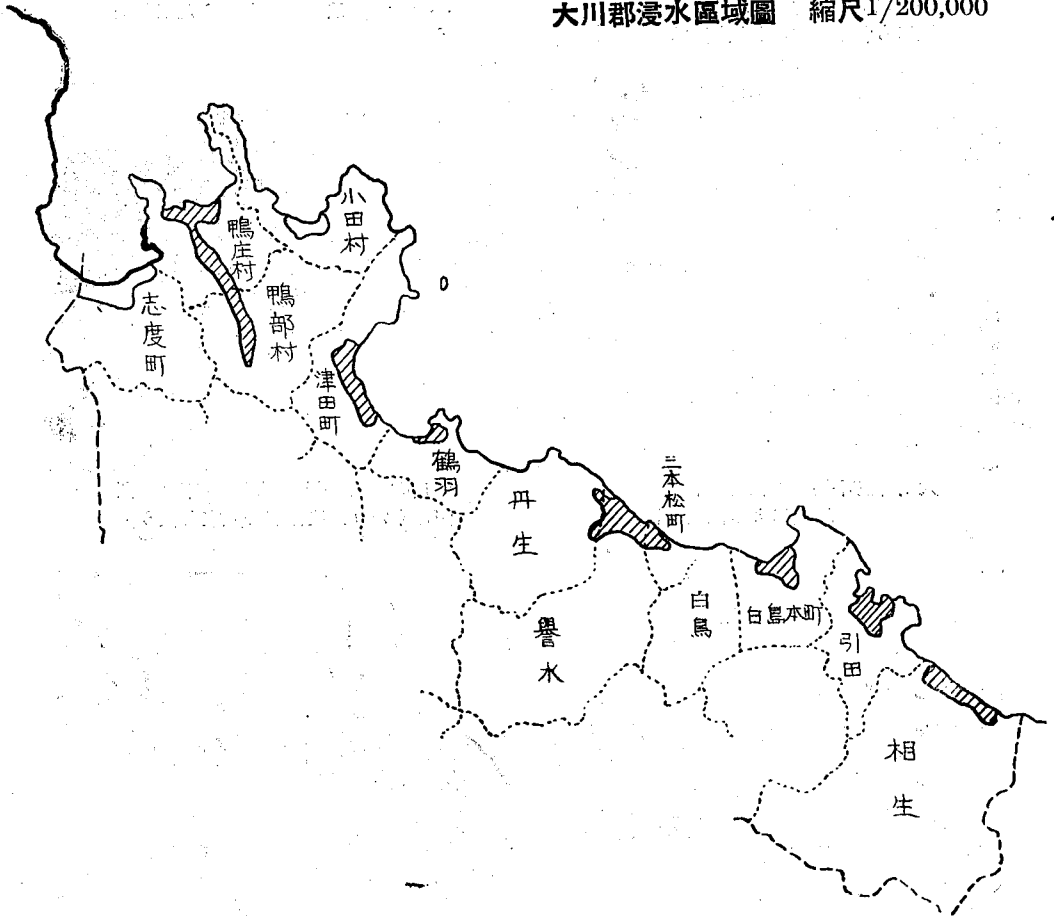 大川郡浸水區域圖 縮尺1/200,000
小田村
鴨庄村
鴨部村
志度町
津田町
鶴羽
丹生
三本松町
白鳥
白鳥本町
譽水
引田
相生